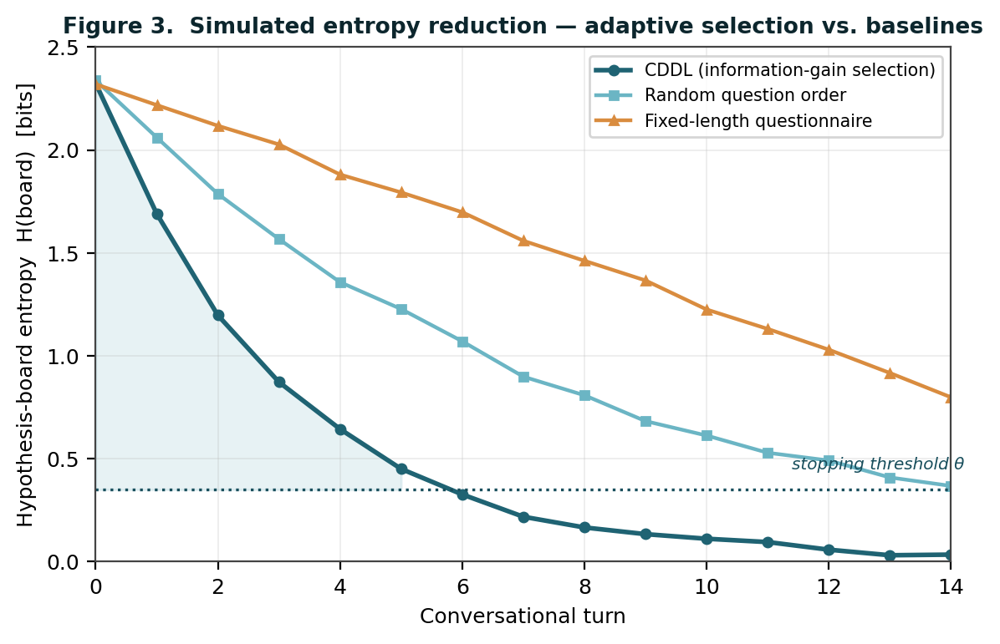 Figure 3.  Simulated entropy reduction — adaptive selection vs. baselines
Hypothesis-board entropy  H(board)  [bits]
2.5
2.0
1.5
1.0
0.5
0.0
CDDL (information-gain selection)
Random question order
Fixed-length questionnaire
stopping threshold θ
0 2 4 6 8 10 12 14
Conversational turn